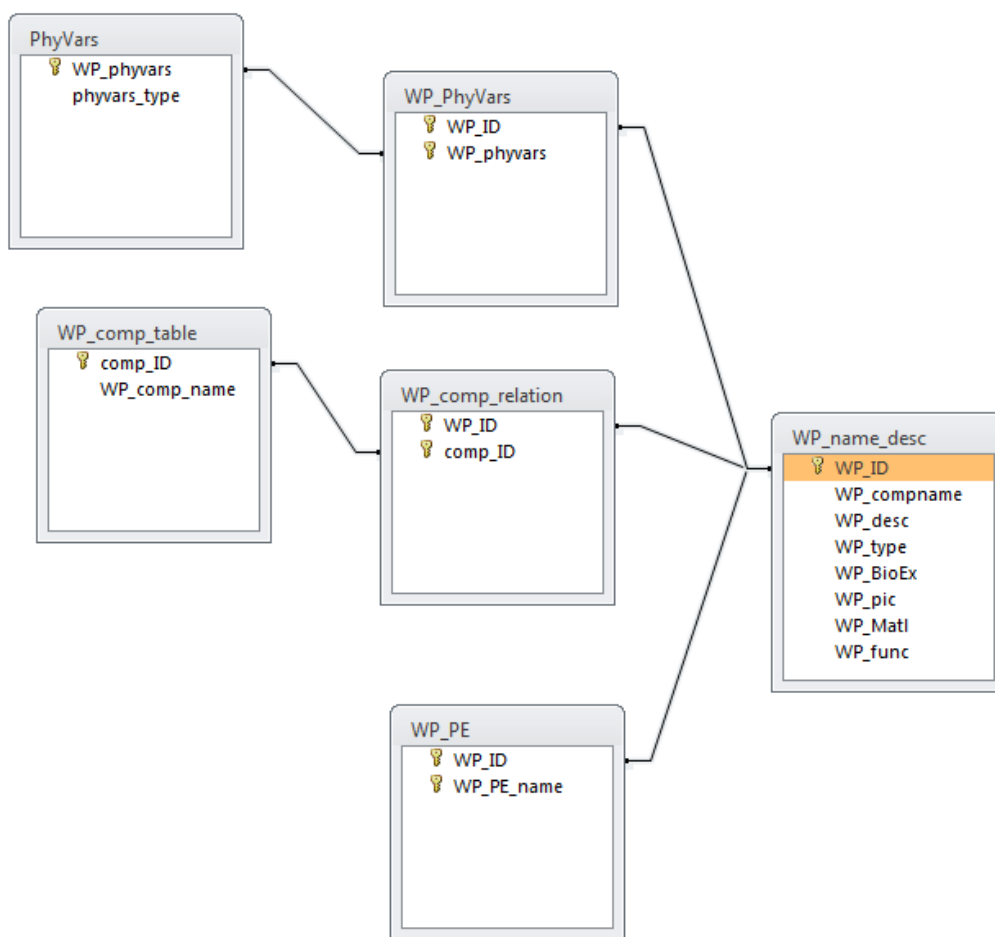 PhyVars
WP_phyvars
phyvars_type
WP_PhyVars
WP_ID
WP_phyvars
WP_comp_table
comp_ID
WP_comp_name
WP_comp_relation
WP_ID
comp_ID
WP_name_desc
WP_ID
WP_compname
WP_desc
WP_type
WP_BioEx
WP_pic
WP_Matl
WP_func
WP_PE
WP_ID
WP_PE_name